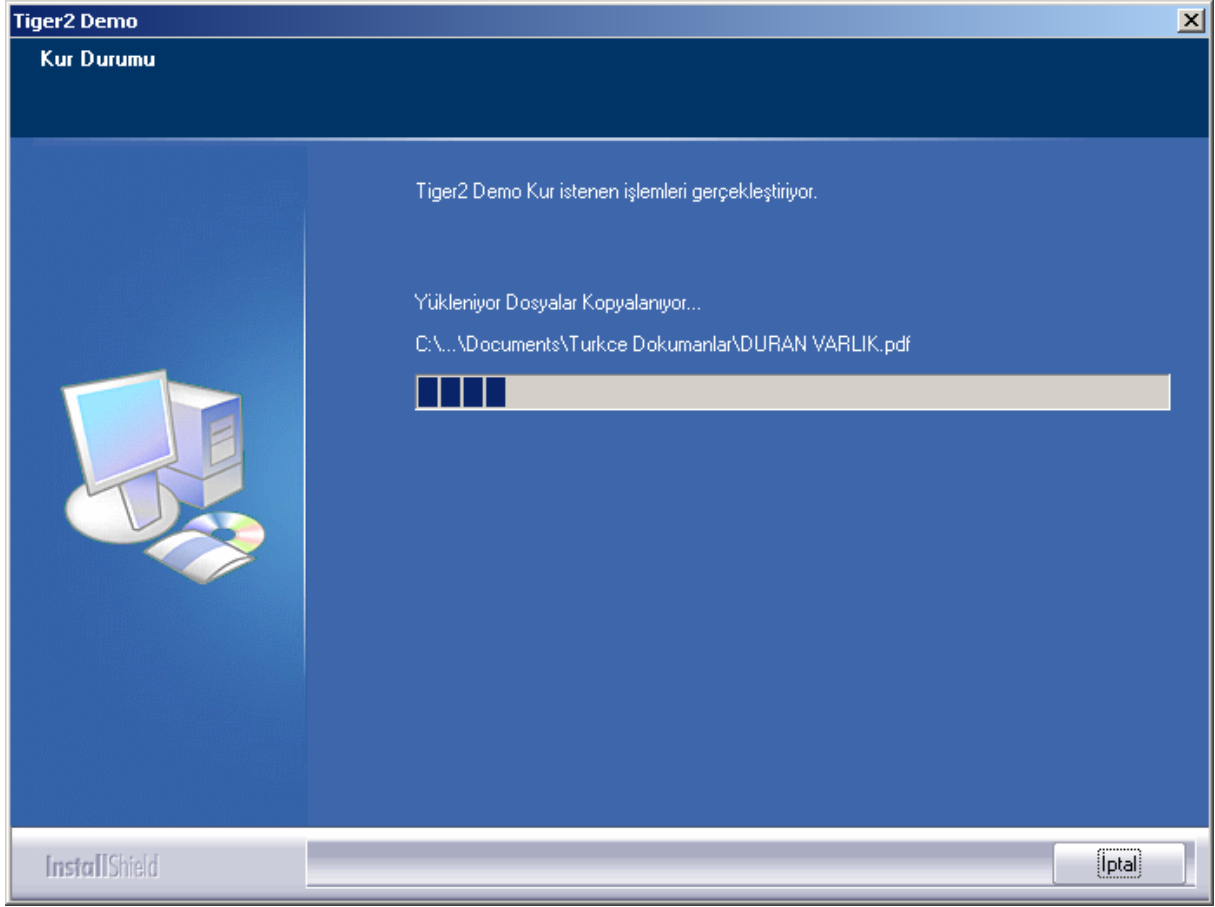 Tiger2 Demo
Kur Durumu
Tiger2 Demo Kur istenen işlemleri gerçekleştiriyor.
Yükleniyor Dosyalar Kopyalanıyor...
C:\...\Documents\Turkce Dokumanlar\DURAN VARLIK.pdf
InstallShield
İptal